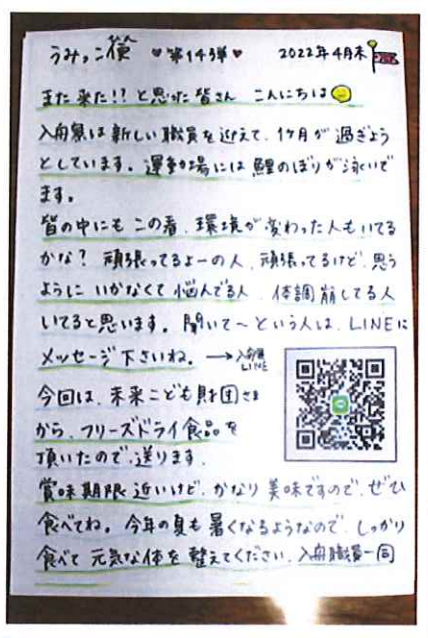 うみっこ箱 ♥第14弾♥ 2022年4月末
また来た!? と思った皆さん こんにちは
入舟寮は新しい職員を迎えて、1ヶ月が過ぎよう
としています。運動場には鯉のぼりが泳いで
ます。
皆の中にも この春、環境が変わった人もいてる
かな? 頑張ってるよーの人、頑張ってるけど、思う
ように いかなくて 悩んでる人、体調崩してる人
いてると思います。聞いて〜という人は、LINEに
メッセージ下さいね。→入舟寮
LINE
今回は、未来こども財団さま
から、フリーズドライ食品を
頂いたので、送ります。
賞味期限近いけど、かなり美味ですので、ぜひ
食べてね。今年の夏も暑くなるようなので、しっかり
食べて 元気な体を 整えてください。入舟職員一同